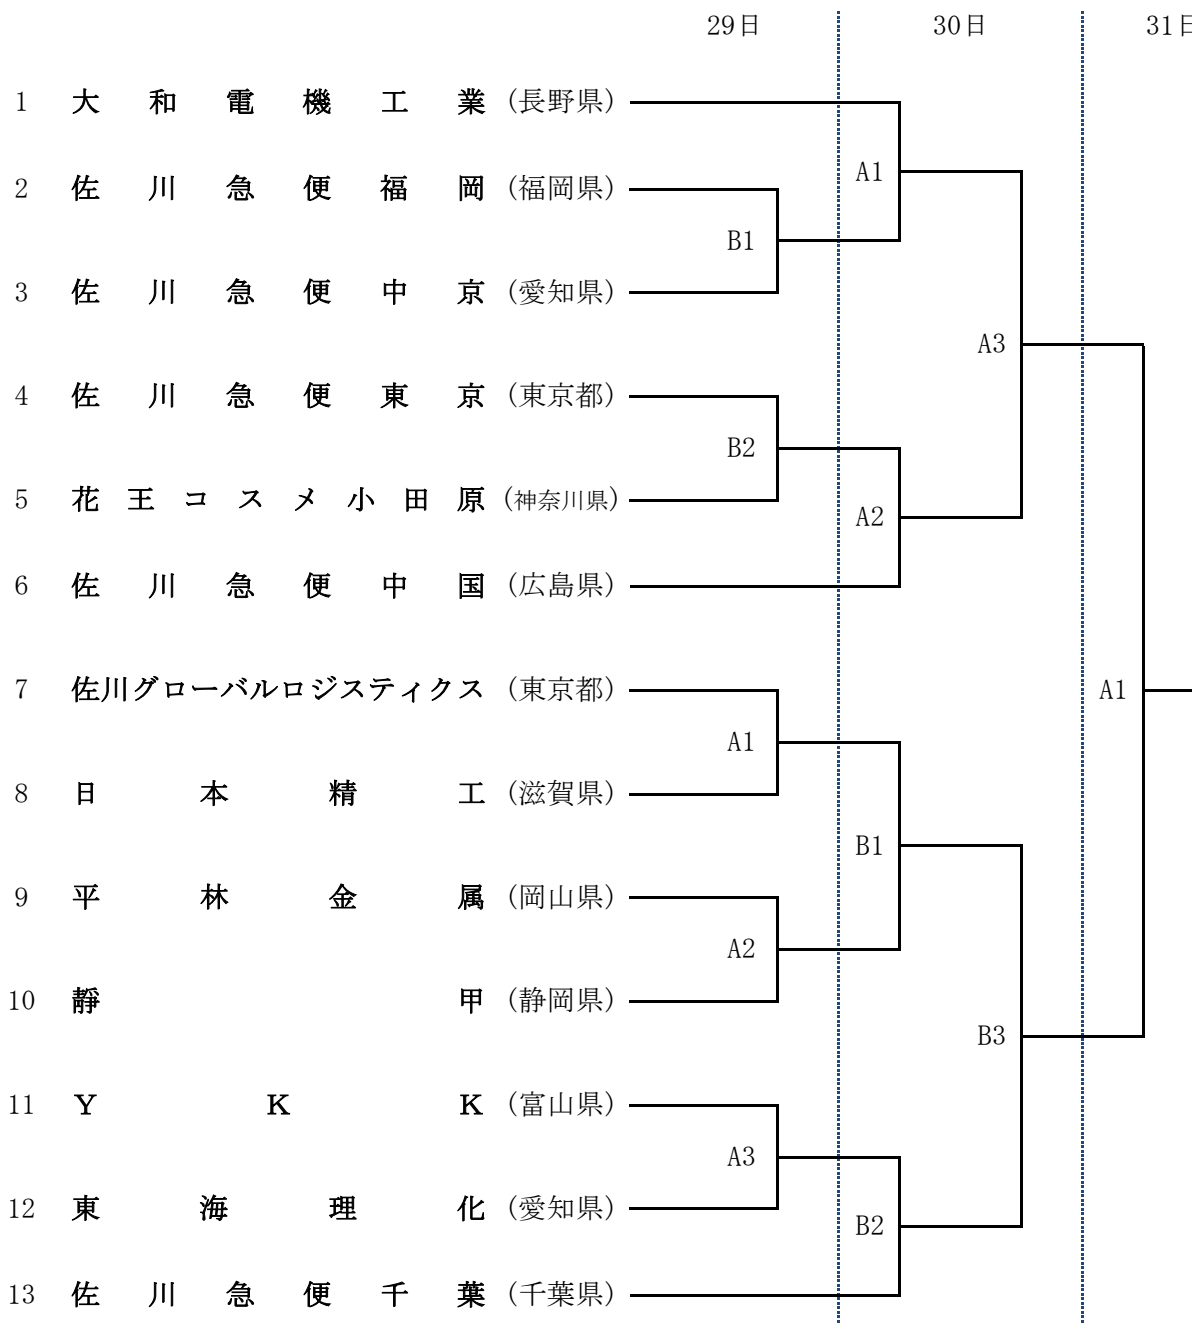 29日 30日 31日
1 大和電機工業 (長野県)
A1
2 佐川急便福岡 (福岡県)
B1
3 佐川急便中京 (愛知県)
A3
4 佐川急便東京 (東京都)
B2
5 花王コスメ小田原 (神奈川県)
A2
6 佐川急便中国 (広島県)
7 佐川グローバルロジスティクス (東京都)
A1
A1
8 日本精工 (滋賀県)
B1
9 平林金属 (岡山県)
A2
10 靜甲 (静岡県)
B3
11 YKK (富山県)
A3
12 東海理化 (愛知県)
B2
13 佐川急便千葉 (千葉県)